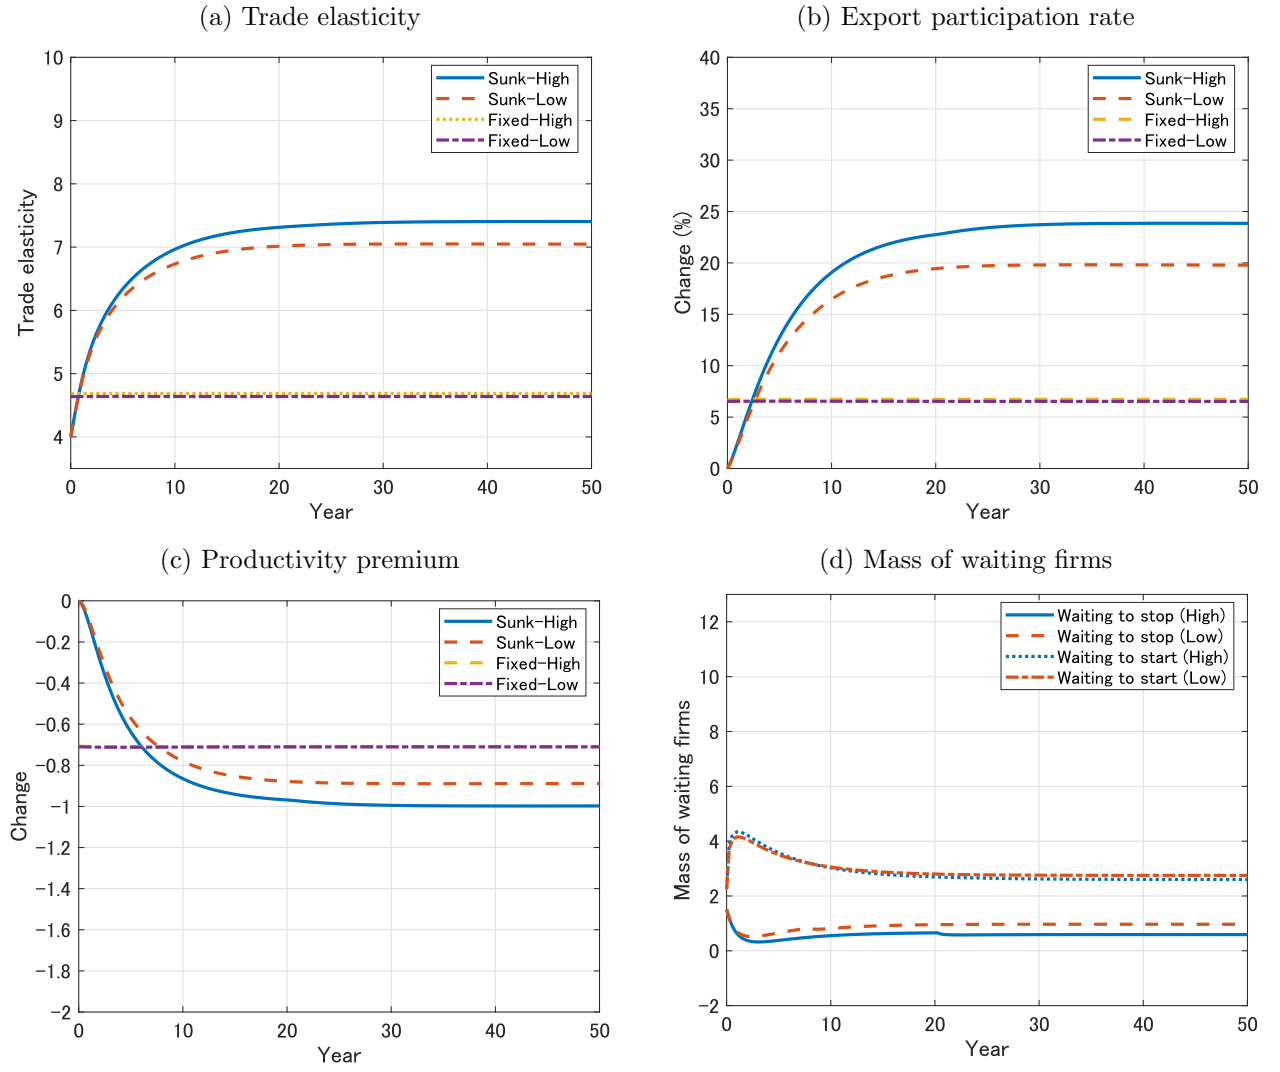 (a) Trade elasticity
10
9
8
7
6
5
4
Trade elasticity
Sunk-High
Sunk-Low
Fixed-High
Fixed-Low
0 10 20 30 40 50
Year
(b) Export participation rate
40
35
30
25
20
15
10
5
0
Change (%)
Sunk-High
Sunk-Low
Fixed-High
Fixed-Low
0 10 20 30 40 50
Year
(c) Productivity premium
0
-0.2
-0.4
-0.6
-0.8
-1
-1.2
-1.4
-1.6
-1.8
-2
Change
Sunk-High
Sunk-Low
Fixed-High
Fixed-Low
0 10 20 30 40 50
Year
(d) Mass of waiting firms
12
10
8
6
4
2
0
-2
Mass of waiting firms
Waiting to stop (High)
Waiting to stop (Low)
Waiting to start (High)
Waiting to start (Low)
0 10 20 30 40 50
Year